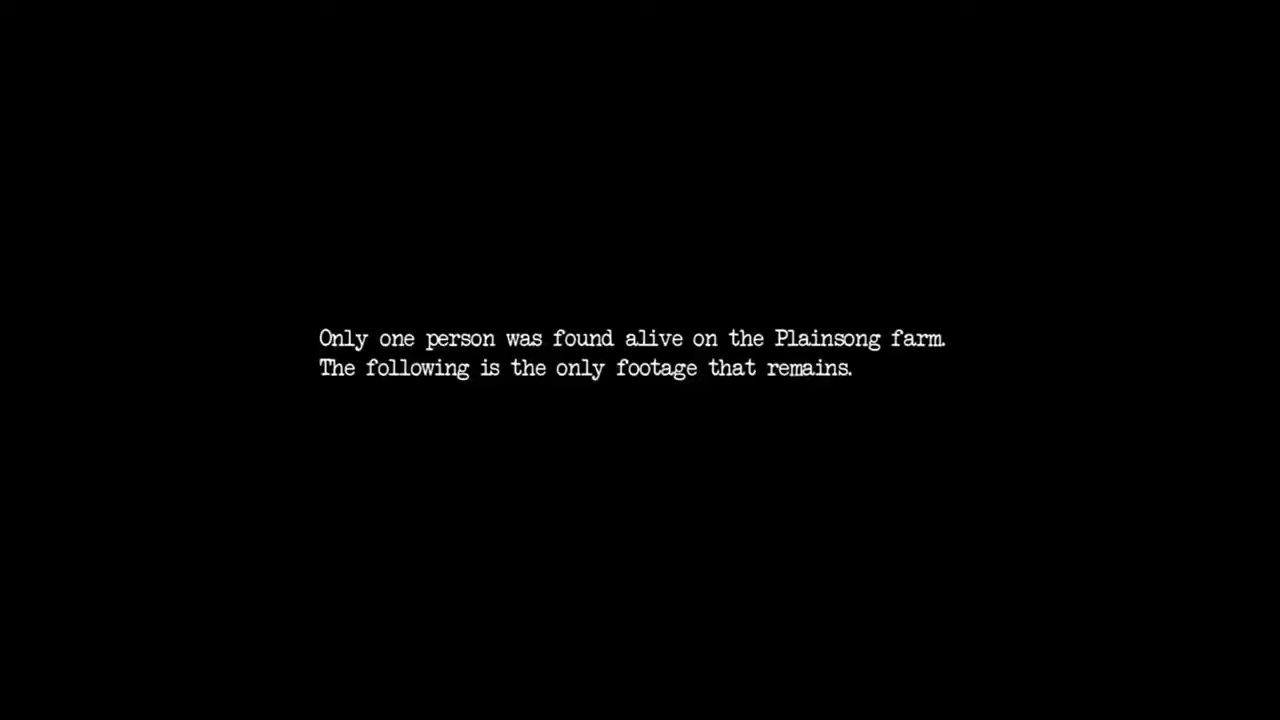 Only one person was found alive on the Plainsong farm.
The following is the only footage that remains.